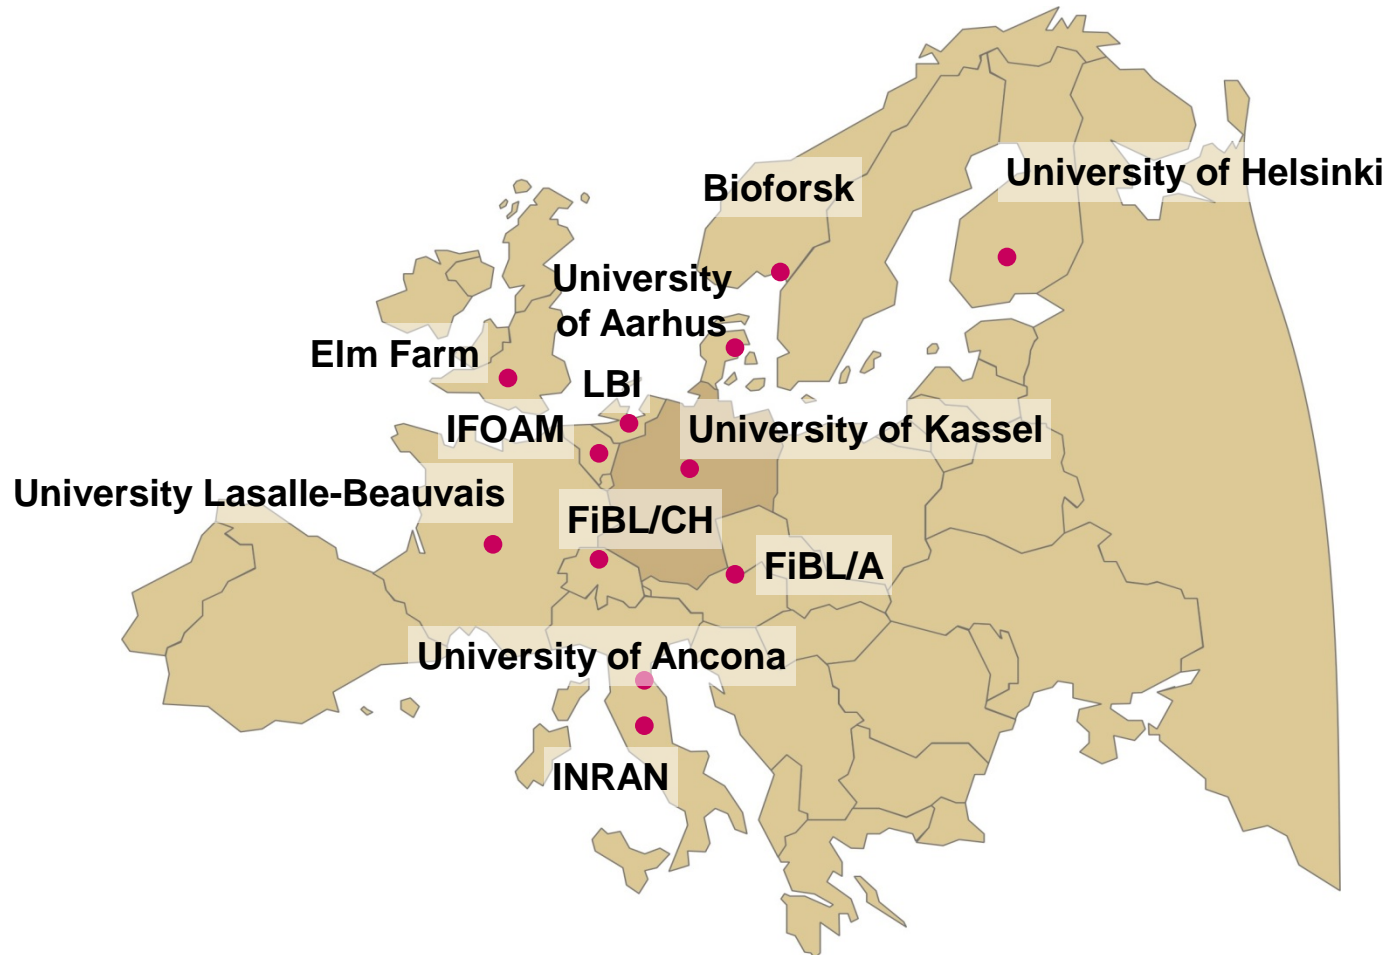 University of Helsinki
Bioforsk
University
of Aarhus
Elm Farm
LBI
IFOAM
University of Kassel
University Lasalle-Beauvais
FiBL/CH
FiBL/A
University of Ancona
INRAN